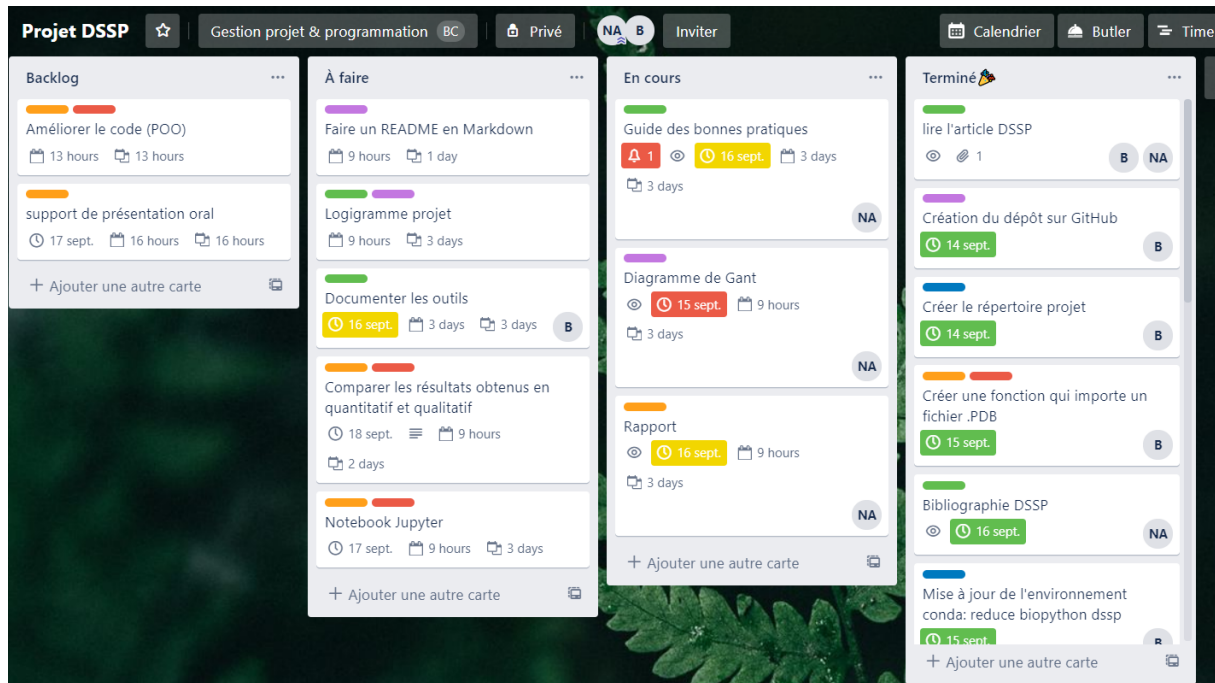 Projet DSSP
Gestion projet & programmation BC
Privé
NA B
Inviter
Calendrier
Butler
Time
Backlog
Améliorer le code (POO)
13 hours 13 hours
support de présentation oral
17 sept. 16 hours 16 hours
+ Ajouter une autre carte
À faire
Faire un README en Markdown
9 hours 1 day
Logigramme projet
9 hours 3 days
Documenter les outils
16 sept. 3 days 3 days B
Comparer les résultats obtenus en
quantitatif et qualitatif
18 sept. 9 hours
2 days
Notebook Jupyter
17 sept. 9 hours 3 days
+ Ajouter une autre carte
En cours
Guide des bonnes pratiques
1 16 sept. 3 days
3 days
NA
Diagramme de Gant
15 sept. 9 hours
3 days
NA
Rapport
16 sept. 9 hours
3 days
NA
+ Ajouter une autre carte
Terminé
lire l'article DSSP
1 B NA
Création du dépôt sur GitHub
14 sept. B
Créer le répertoire projet
14 sept. B
Créer une fonction qui importe un
fichier .PDB
15 sept. B
Bibliographie DSSP
16 sept. NA
Mise à jour de l'environement
conda: reduce biopython dssp
15 sept. B
+ Ajouter une autre carte